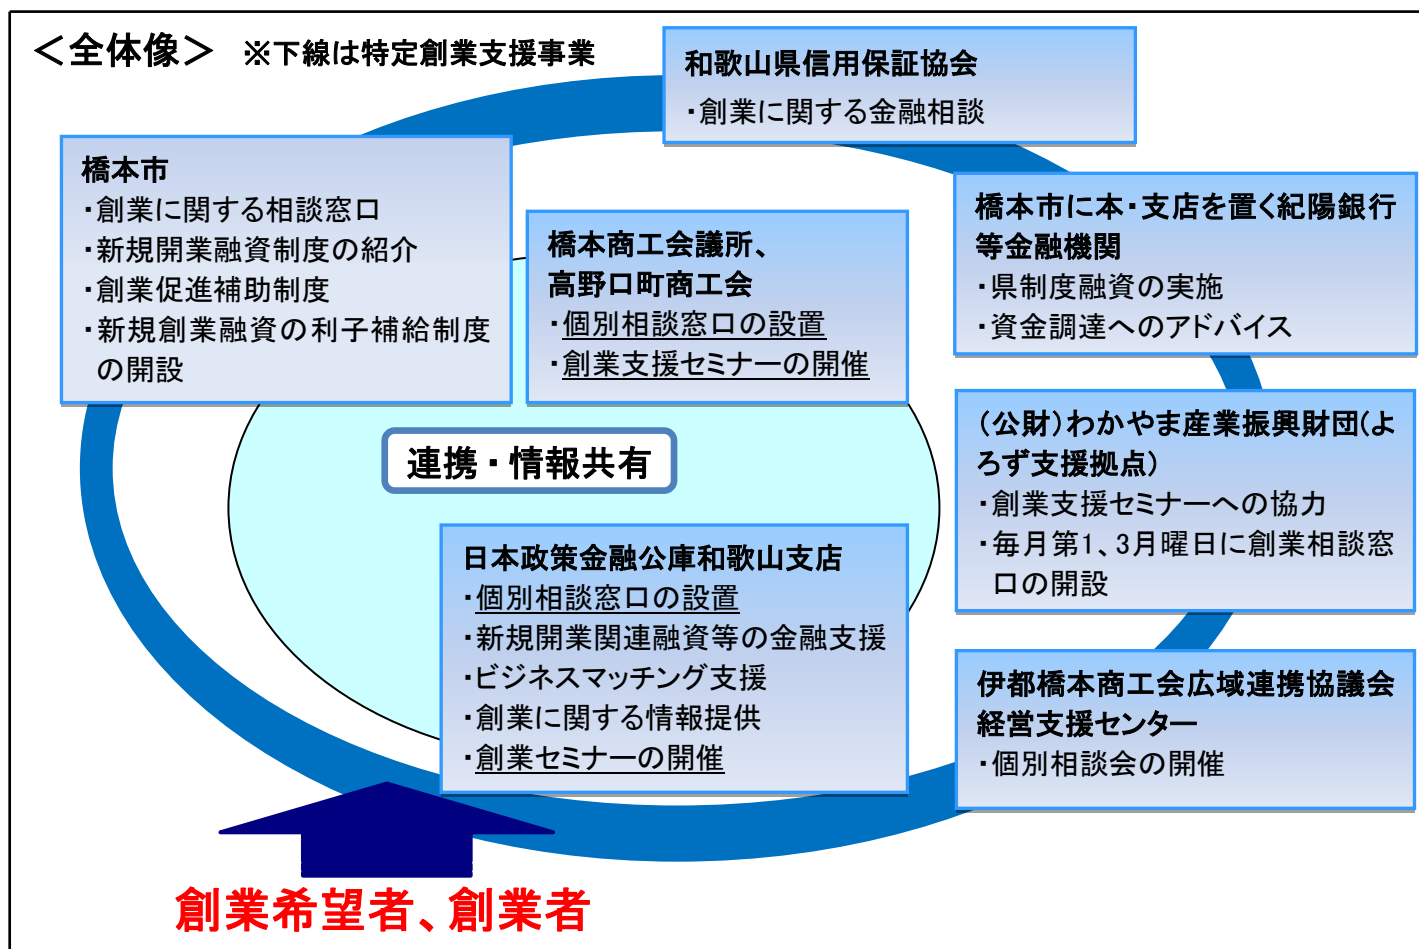 ＜全体像＞ ※下線は特定創業支援事業
和歌山県信用保証協会
・創業に関する金融相談
橋本市
・創業に関する相談窓口
・新規開業融資制度の紹介
・創業促進補助制度
・新規創業融資の利子補給制度
の開設
橋本商工会議所、
高野口町商工会
・個別相談窓口の設置
・創業支援セミナーの開催
橋本市に本・支店を置く紀陽銀行
等金融機関
・県制度融資の実施
・資金調達へのアドバイス
連携・情報共有
（公財）わかやま産業振興財団（よ
ろず支援拠点）
・創業支援セミナーへの協力
・毎月第1、3月曜日に創業相談窓
口の開設
日本政策金融公庫和歌山支店
・個別相談窓口の設置
・新規開業関連融資等の金融支援
・ビジネスマッチング支援
・創業に関する情報提供
・創業セミナーの開催
伊都橋本商工会広域連携協議会
経営支援センター
・個別相談会の開催
創業希望者、創業者